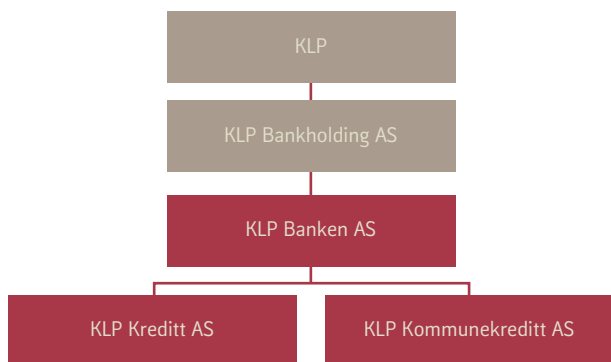 KLP
KLP Bankholding AS
KLP Banken AS
KLP Kreditt AS
KLP Kommunekreditt AS